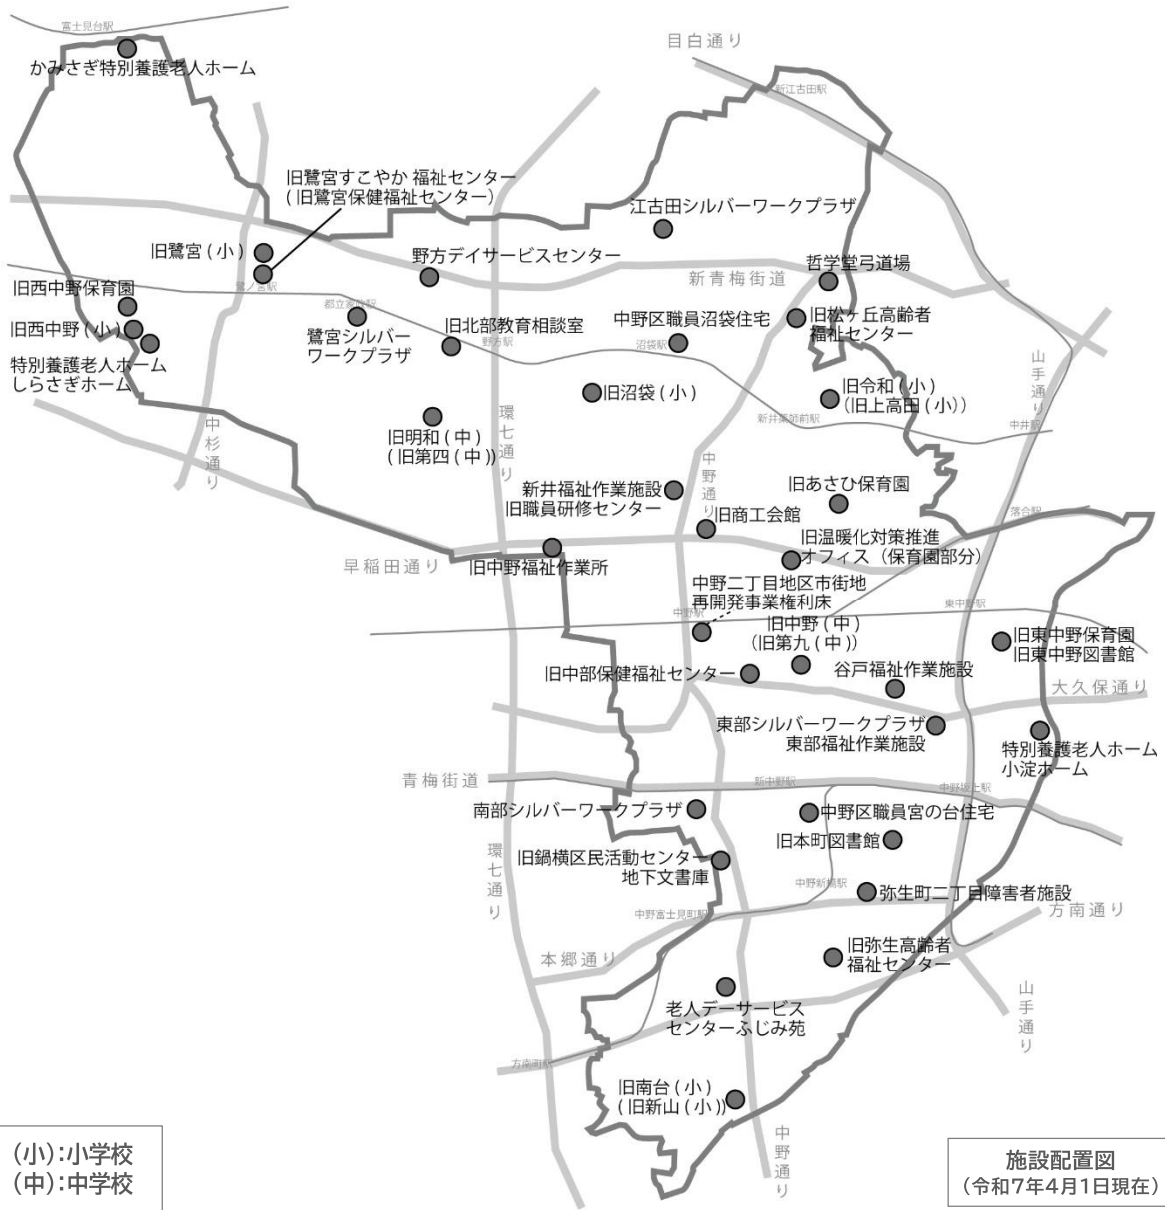 富士見台駅
かみさぎ特別養護老人ホーム
目白通り
新江古田駅
旧鷺宮すこやか 福祉センター
(旧鷺宮保健福祉センター)
江古田シルバーワークプラザ
旧鷺宮(小)
鷺ノ宮駅
野方デイサービスセンター
新青梅街道
哲学堂弓道場
旧西中野保育園
旧西中野(小)
特別養護老人ホーム
しらさぎホーム
都立家政駅
鷺宮シルバー
ワークプラザ
旧北部教育相談室
野方駅
中野区職員沼袋住宅
沼袋駅
旧松ヶ丘高齢者
福祉センター
山手通り
旧沼袋(小)
旧令和(小)
(旧上高田(小))
新井薬師前駅
中井駅
中杉通り
旧明和(中)
(旧第四(中))
環七通り
中野通り
新井福祉作業施設
旧職員研修センター
旧あさひ保育園
旧商工会館
落合駅
早稲田通り
旧中野福祉作業所
旧温暖化対策推進
オフィス（保育園部分）
中野二丁目地区市街地
再開発事業権利床
中野駅
東中野駅
旧中野(中)
(旧第九(中))
旧東中野保育園
旧東中野図書館
旧中部保健福祉センター
谷戸福祉作業施設
大久保通り
東部シルバーワークプラザ
東部福祉作業施設
特別養護老人ホーム
小淀ホーム
青梅街道
新中野駅
中野坂上駅
南部シルバーワークプラザ
中野区職員宮の台住宅
旧本町図書館
環七通り
旧鍋横区民活動センター
地下文書庫
中野新橋駅
弥生町二丁目障害者施設
中野富士見町駅
方南通り
本郷通り
旧弥生高齢者
福祉センター
山手通り
老人デーサービス
センターふじみ苑
方南町駅
旧南台(小)
(旧新山(小))
中野通り
(小):小学校
(中):中学校
施設配置図
(令和7年4月1日現在)